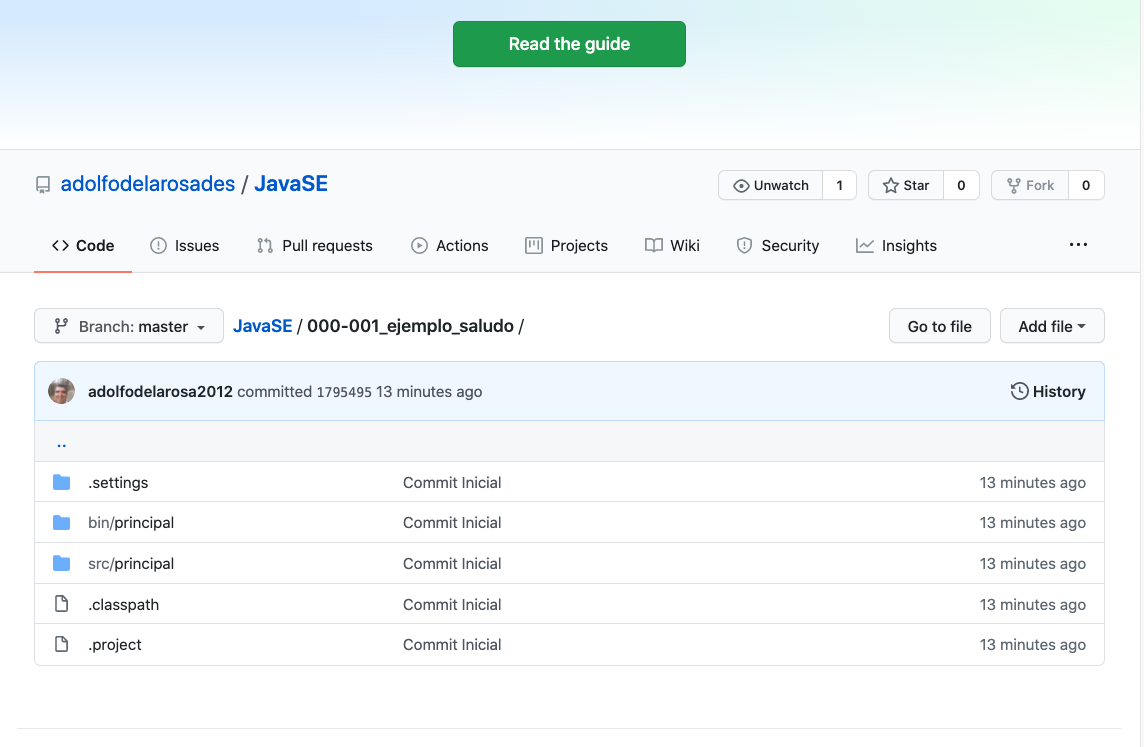 Read the guide
adolfodelarosades / JavaSE
Unwatch 1 Star 0 Fork 0
Code Issues Pull requests Actions Projects Wiki Security Insights ...
Branch: master JavaSE / 000-001_ejemplo_saludo / Go to file Add file
adolfodelarosa2012 committed 1795495 13 minutes ago History
..
.settings Commit Inicial 13 minutes ago
bin/principal Commit Inicial 13 minutes ago
src/principal Commit Inicial 13 minutes ago
.classpath Commit Inicial 13 minutes ago
.project Commit Inicial 13 minutes ago